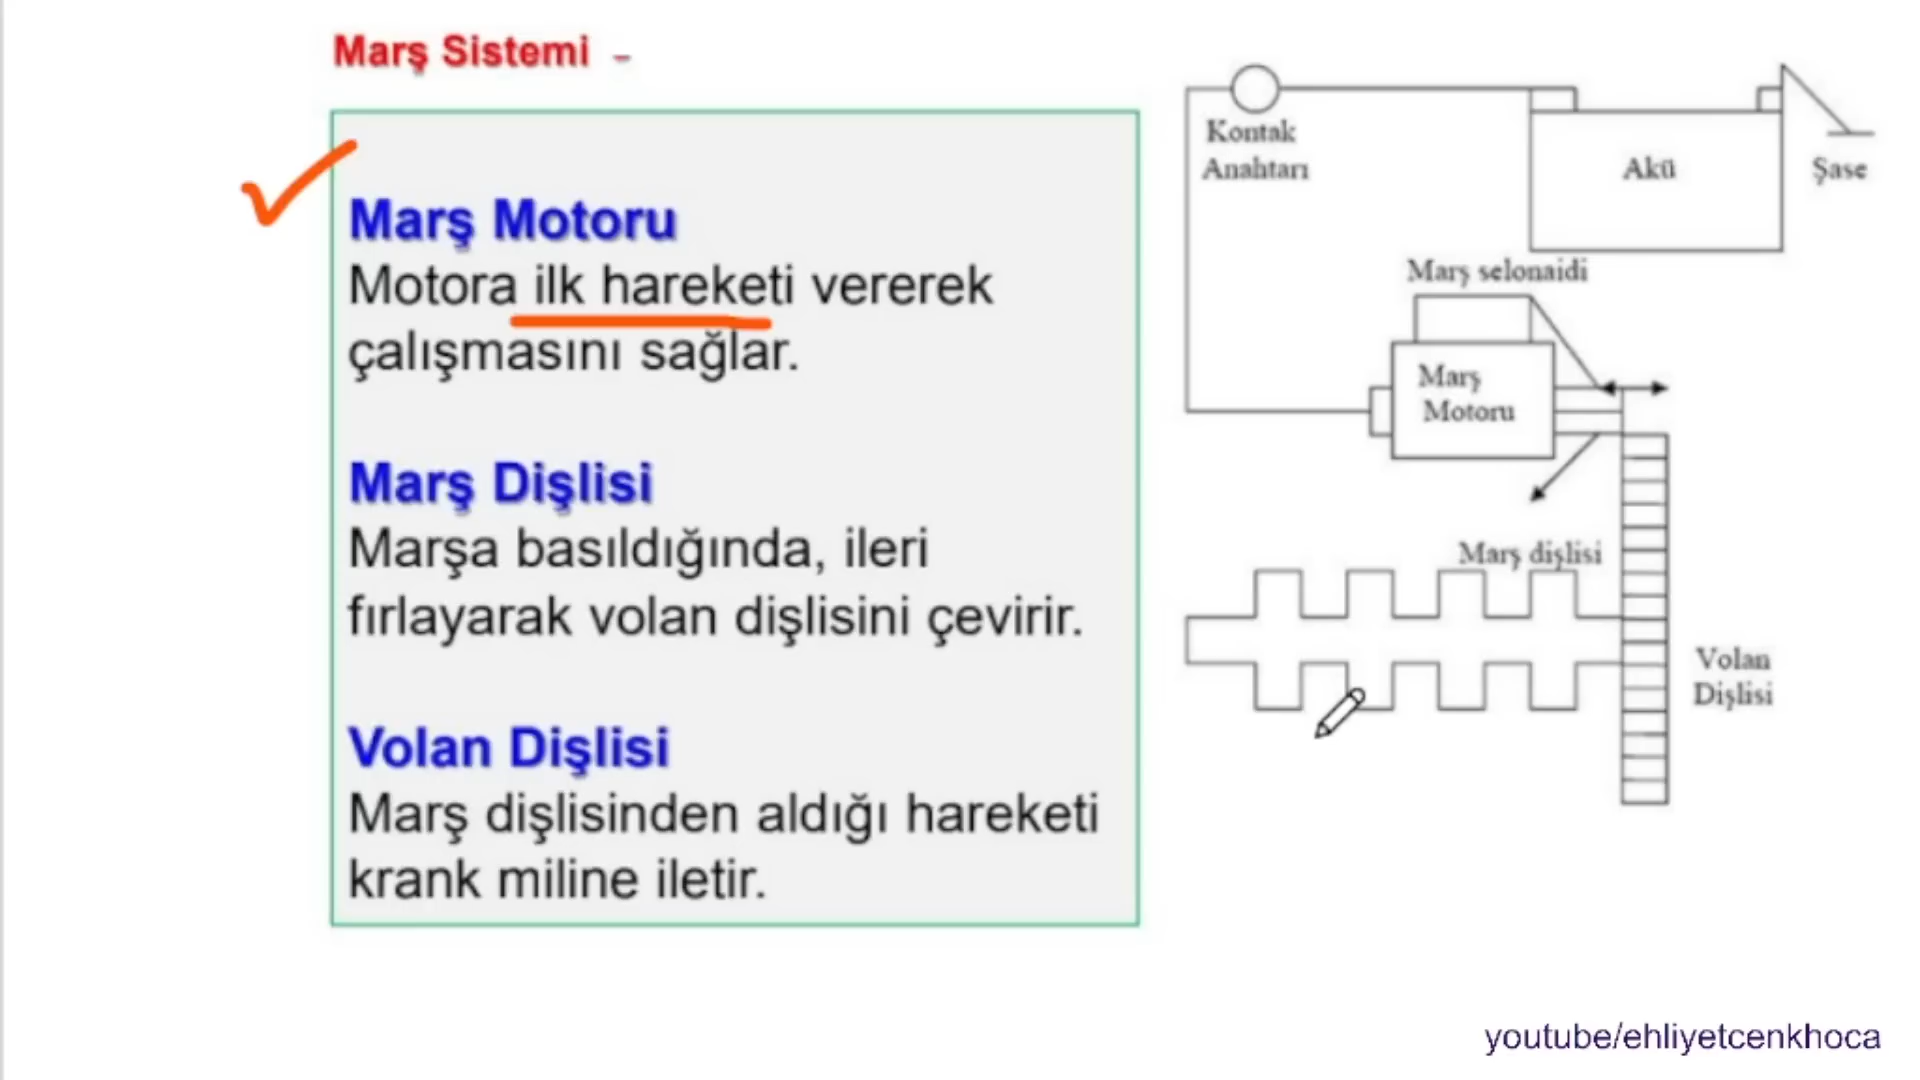 Marş Sistemi -
Marş Motoru
Motora ilk hareketi vererek
çalışmasını sağlar.
Marş Dişlisi
Marşa basıldığında, ileri
fırlayarak volan dişlisini çevirir.
Volan Dişlisi
Marş dişlisinden aldığı hareketi
krank miline iletir.
Kontak
Anahtarı
Akü
Şase
Marş selonaidi
Marş
Motoru
Marş dişlisi
Volan
Dişlisi
youtube/ehliyetcenkhoca